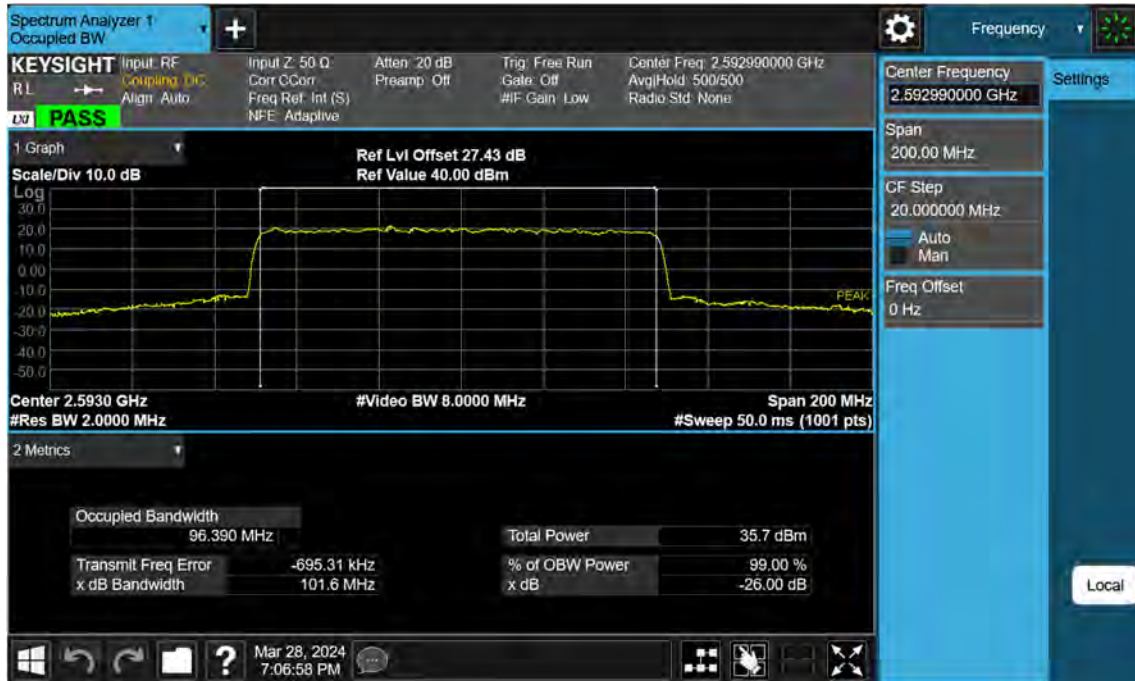 Spectrum Analyzer 1
Occupied BW
+
Frequency
KEYSIGHT
RL
LXI PASS
Input: RF
Coupling: DC
Align: Auto
Input Z: 50 Ω
Corr CCorr
Freq Ref: Int (S)
NFE: Adaptive
Atten: 20 dB
Preamp: Off
Trig: Free Run
Gate: Off
#IF Gain: Low
Center Freq: 2.592990000 GHz
Avg|Hold: 500/500
Radio Std: None
1 Graph
Scale/Div 10.0 dB
Ref Lvl Offset 27.43 dB
Ref Value 40.00 dBm
Log
30.0
20.0
10.0
0.00
-10.0
-20.0
-30.0
-40.0
-50.0
PEAK
Center 2.5930 GHz
#Res BW 2.0000 MHz
#Video BW 8.0000 MHz
Span 200 MHz
#Sweep 50.0 ms (1001 pts)
2 Metrics
Occupied Bandwidth
96.390 MHz
Transmit Freq Error -695.31 kHz
x dB Bandwidth 101.6 MHz
Total Power 35.7 dBm
% of OBW Power 99.00 %
x dB -26.00 dB
Center Frequency
2.592990000 GHz
Settings
Span
200.00 MHz
CF Step
20.000000 MHz
Auto
Man
Freq Offset
0 Hz
Local
?
Mar 28, 2024
7:06:58 PM